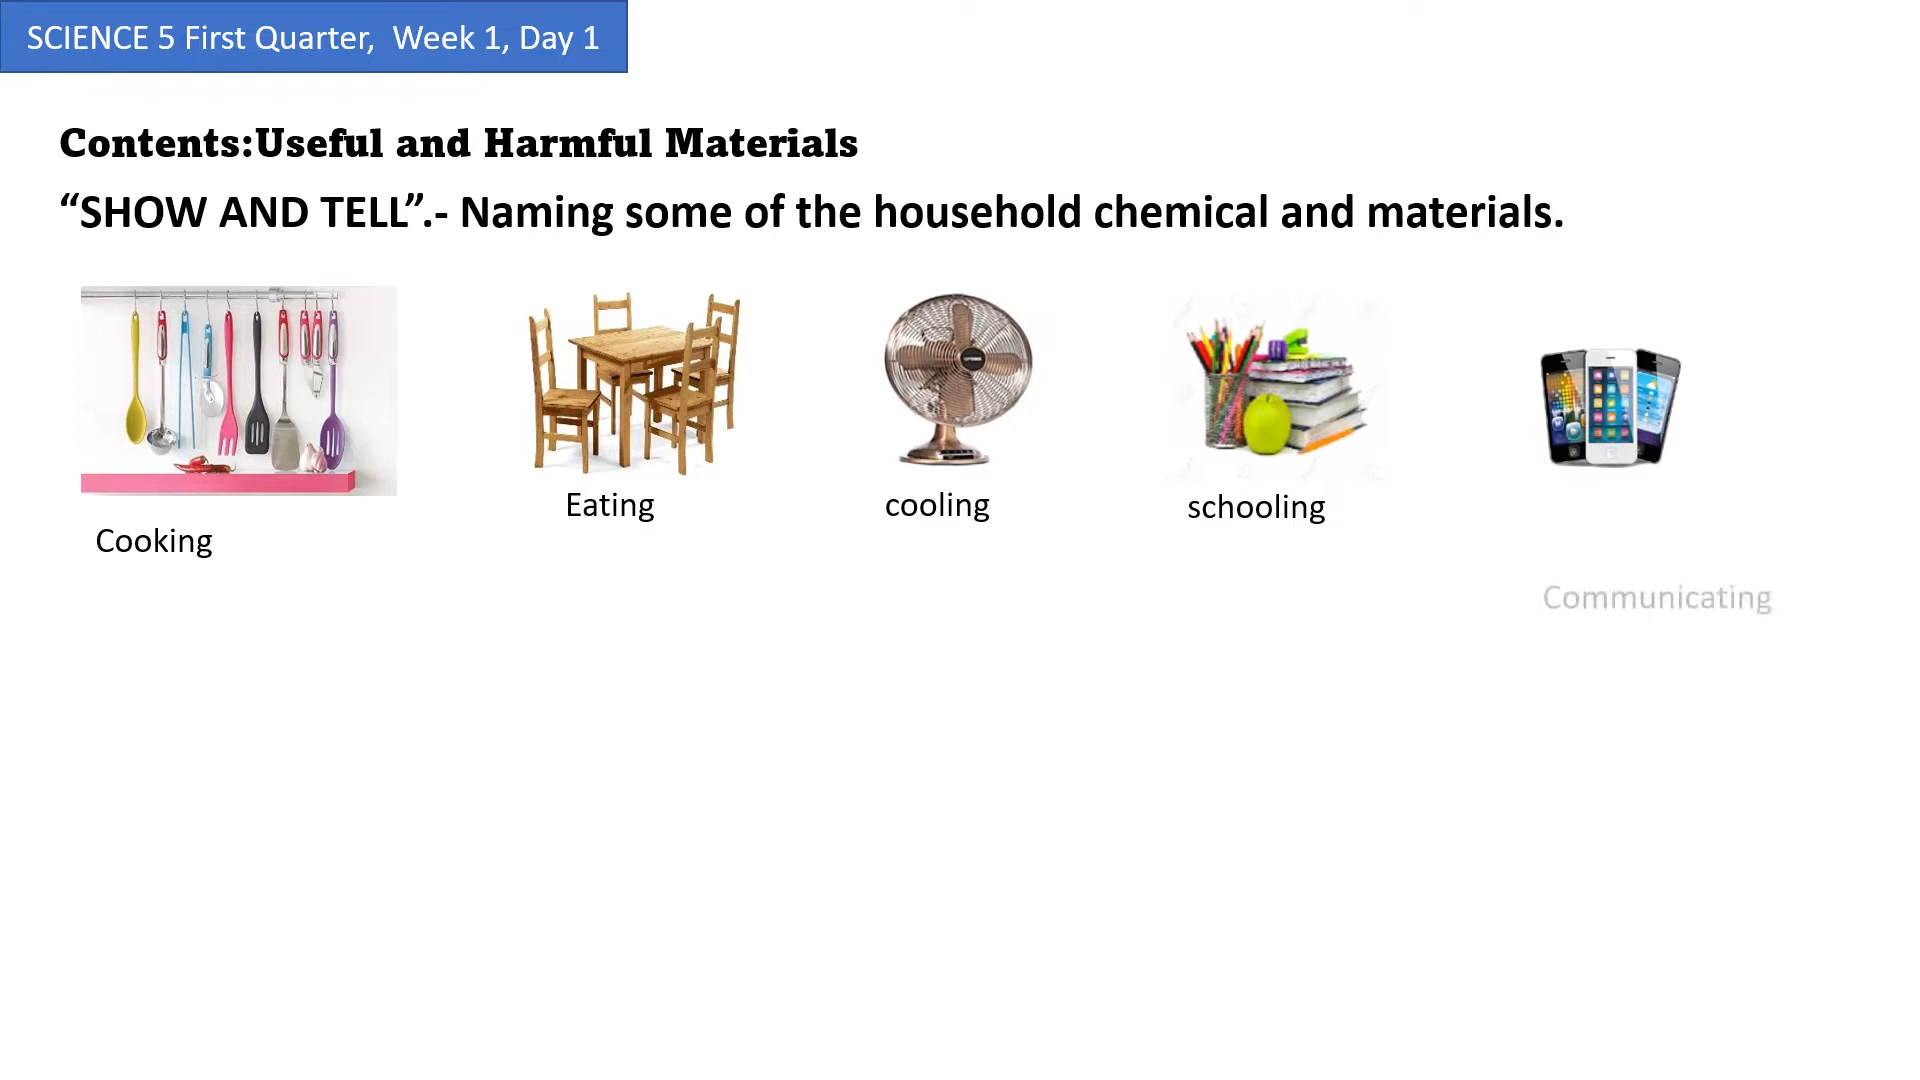 SCIENCE 5 First Quarter,  Week 1, Day 1
Contents:Useful and Harmful Materials
“SHOW AND TELL”.- Naming some of the household chemical and materials.
Eating
cooling
schooling
Cooking
Communicating